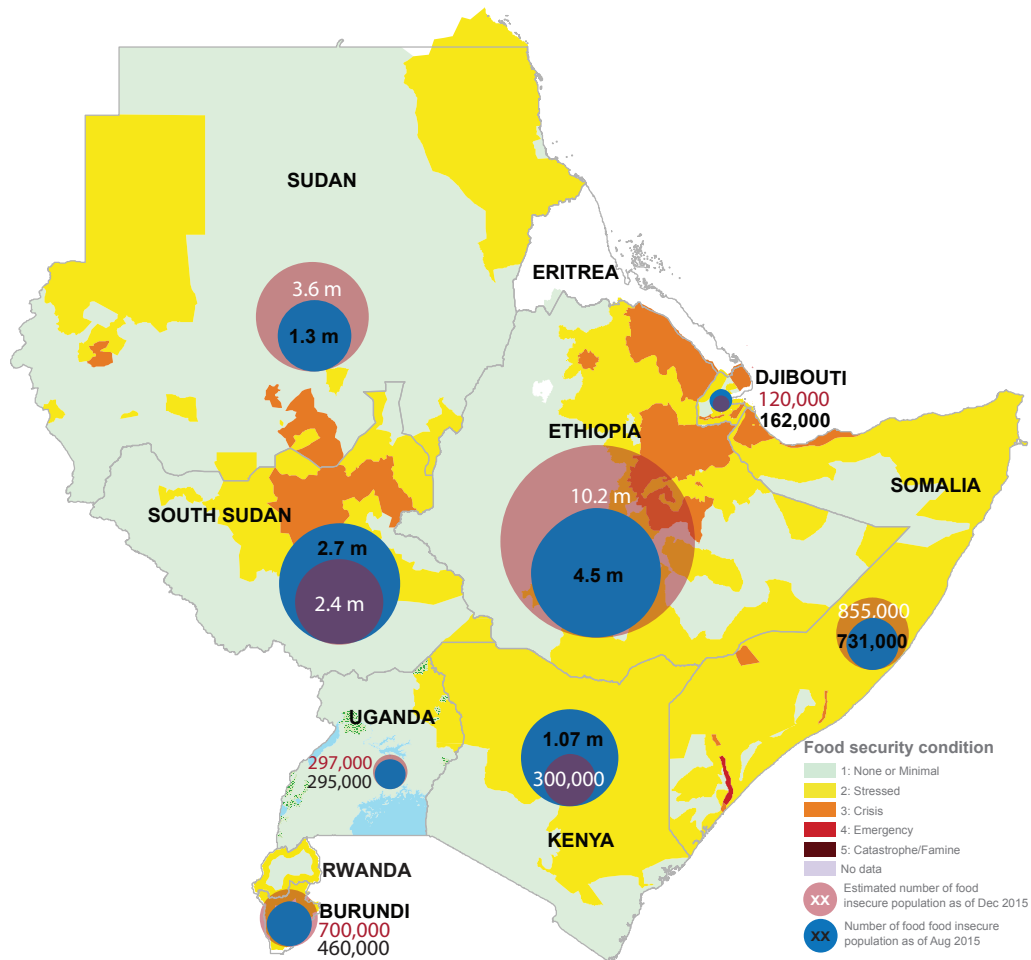 SUDAN
3.6 m
1.3 m
ERITREA
DJIBOUTI
120,000
162,000
ETHIOPIA
10.2 m
4.5 m
SOMALIA
SOUTH SUDAN
2.7 m
2.4 m
855.000
731,000
UGANDA
297,000
295,000
1.07 m
300,000
KENYA
RWANDA
BURUNDI
700,000
460,000
Food security condition
1: None or Minimal
2: Stressed
3: Crisis
4: Emergency
5: Catastrophe/Famine
No data
XX
Estimated number of food
insecure population as of Dec 2015
XX
Number of food food insecure
population as of Aug 2015